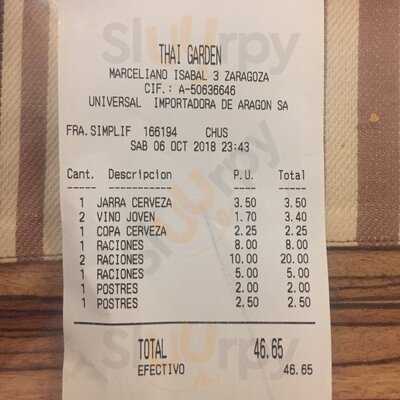 THAI GARDEN
MARCELIANO ISABAL 3 ZARAGOZA
CIF.: A-50636646
UNIVERSAL IMPORTADORA DE ARAGON SA
FRA.SIMPLIF 166194 CHUS
SAB 06 OCT 2018 23:43
Cant. Descripcion P.U. Total
1 JARRA CERVEZA 3.50 3.50
2 VINO JOVEN 1.70 3.40
1 COPA CERVEZA 2.25 2.25
1 RACIONES 8.00 8.00
2 RACIONES 10.00 20.00
1 RACIONES 5.00 5.00
1 POSTRES 2.00 2.00
1 POSTRES 2.50 2.50
TOTAL 46.65
EFECTIVO 46.65
Sluurpy
Sluurpy
Sluurpy